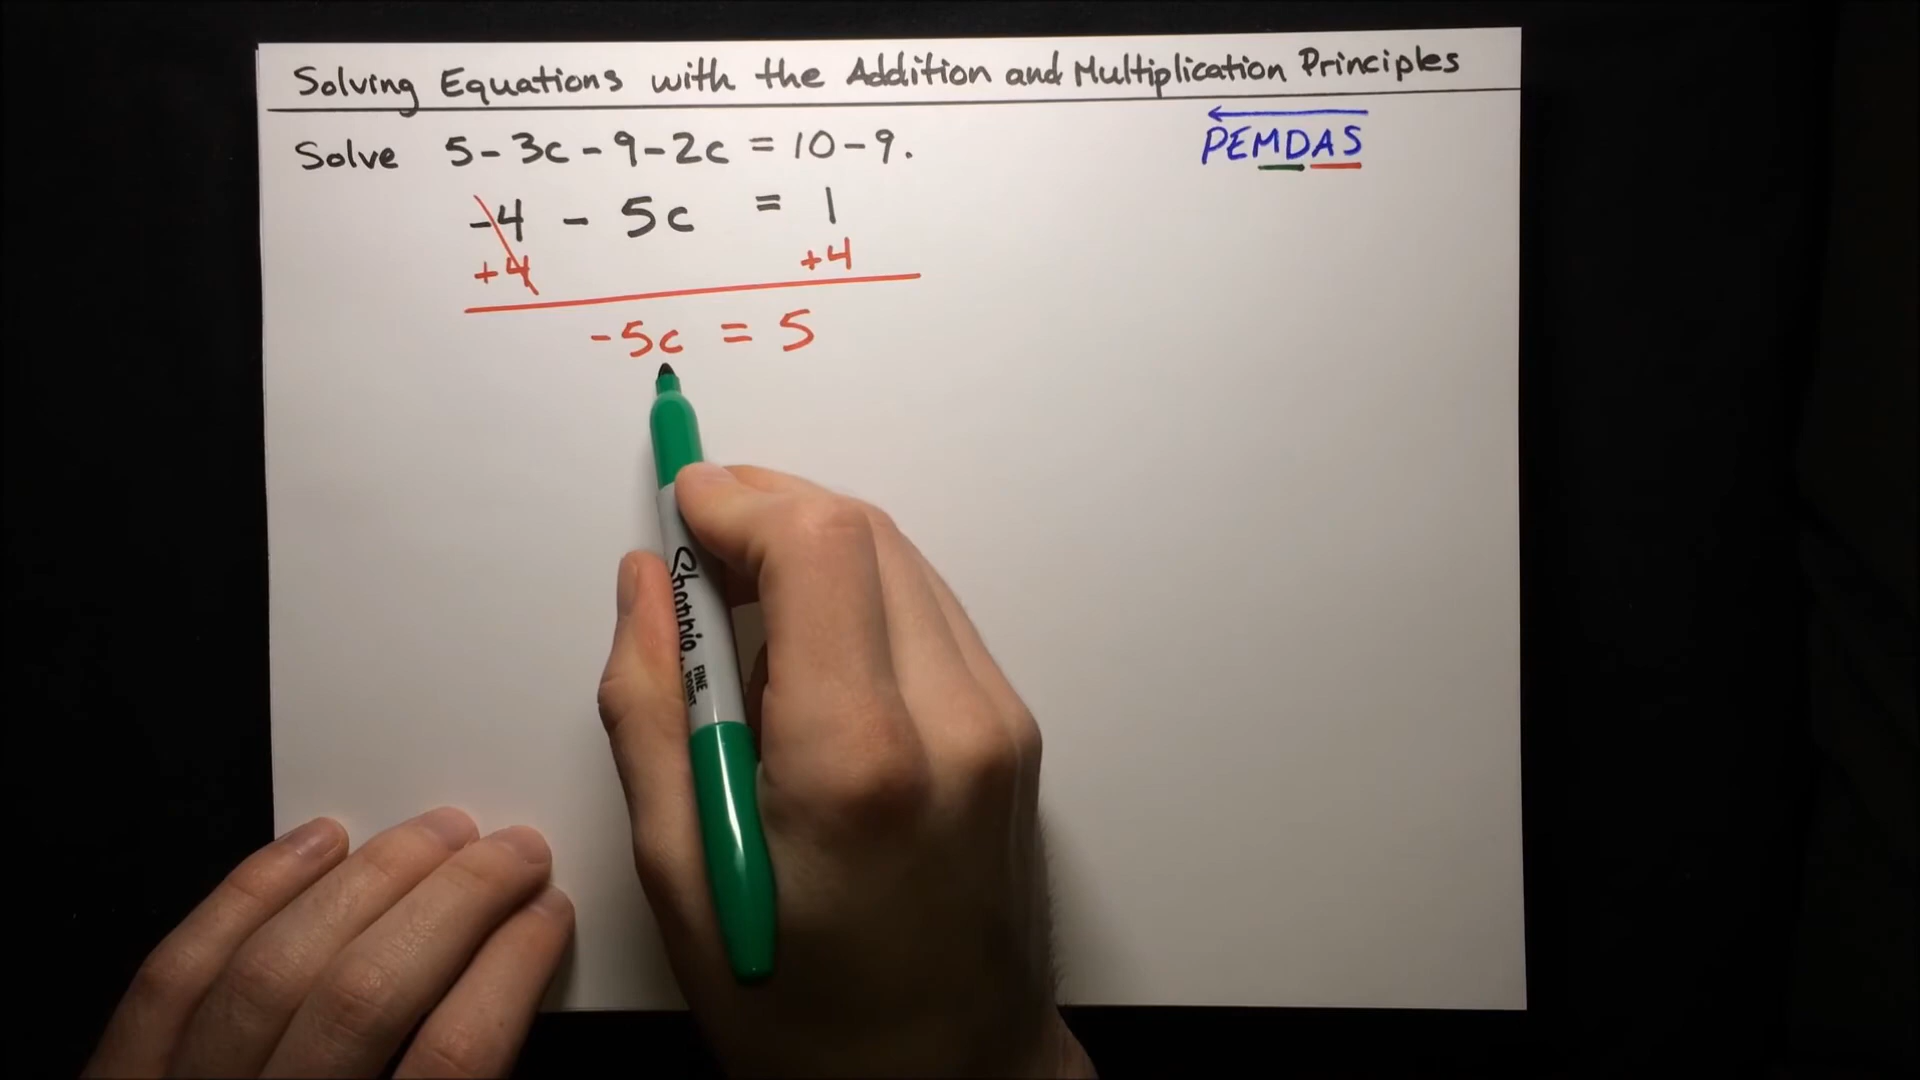 Solving Equations with the Addition and Multiplication Principles
PEMDAS
Solve 5 - 3c - 9 - 2c = 10 - 9.
-4 - 5c = 1
+4 +4
-5c = 5
Sharpie
FINE
POINT